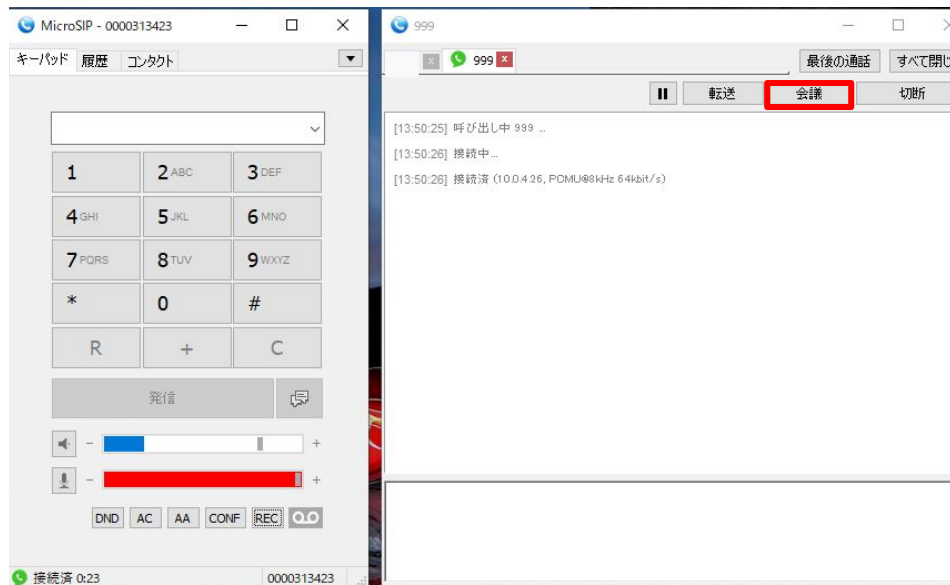 MicroSIP - 0000313423
キーパッド 履歴 コンタクト
1
2 ABC
3 DEF
4 GHI
5 JKL
6 MNO
7 PQRS
8 TUV
9 WXYZ
*
0
#
R
+
C
発信
- +
- +
DND AC AA CONF REC
接続済 0:23 0000313423
999
x 999 x
最後の通話 すべて閉じ
転送 会議 切断
[13:50:25] 呼び出し中 999 ...
[13:50:26] 接続中...
[13:50:26] 接続済 (10.0.4.26, PCMU@8kHz 64kbit/s)